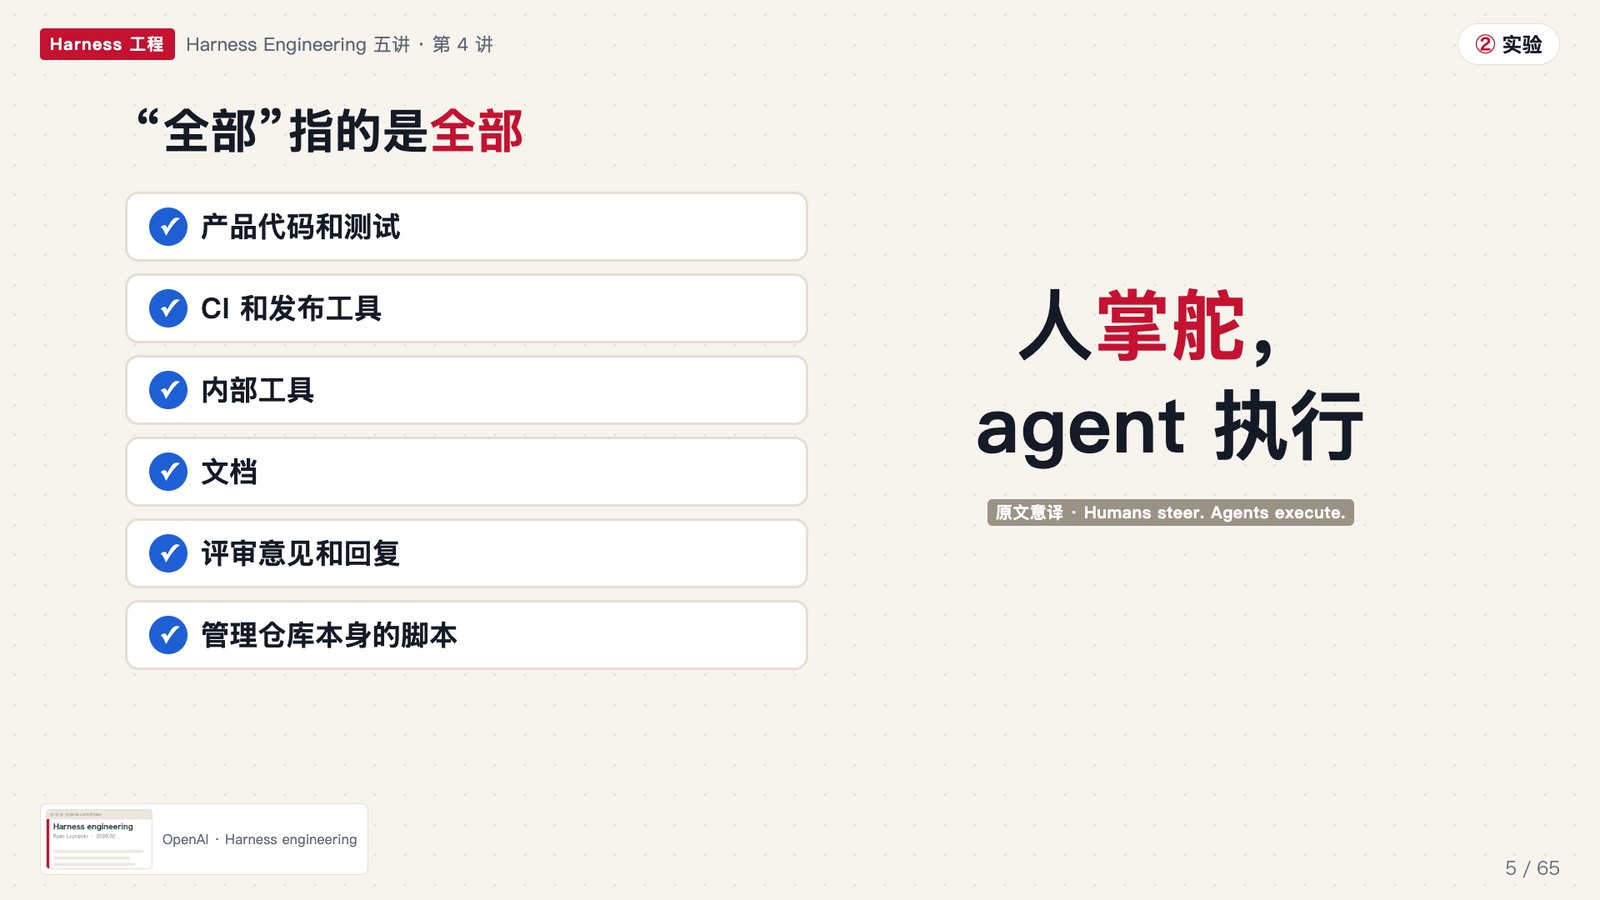 Harness 工程 Harness Engineering 五讲 · 第 4 讲
② 实验
“全部”指的是全部
产品代码和测试
CI 和发布工具
内部工具
文档
评审意见和回复
管理仓库本身的脚本
人掌舵，
agent 执行
原文意译 · Humans steer. Agents execute.
Harness engineering
OpenAI · Harness engineering
5 / 65